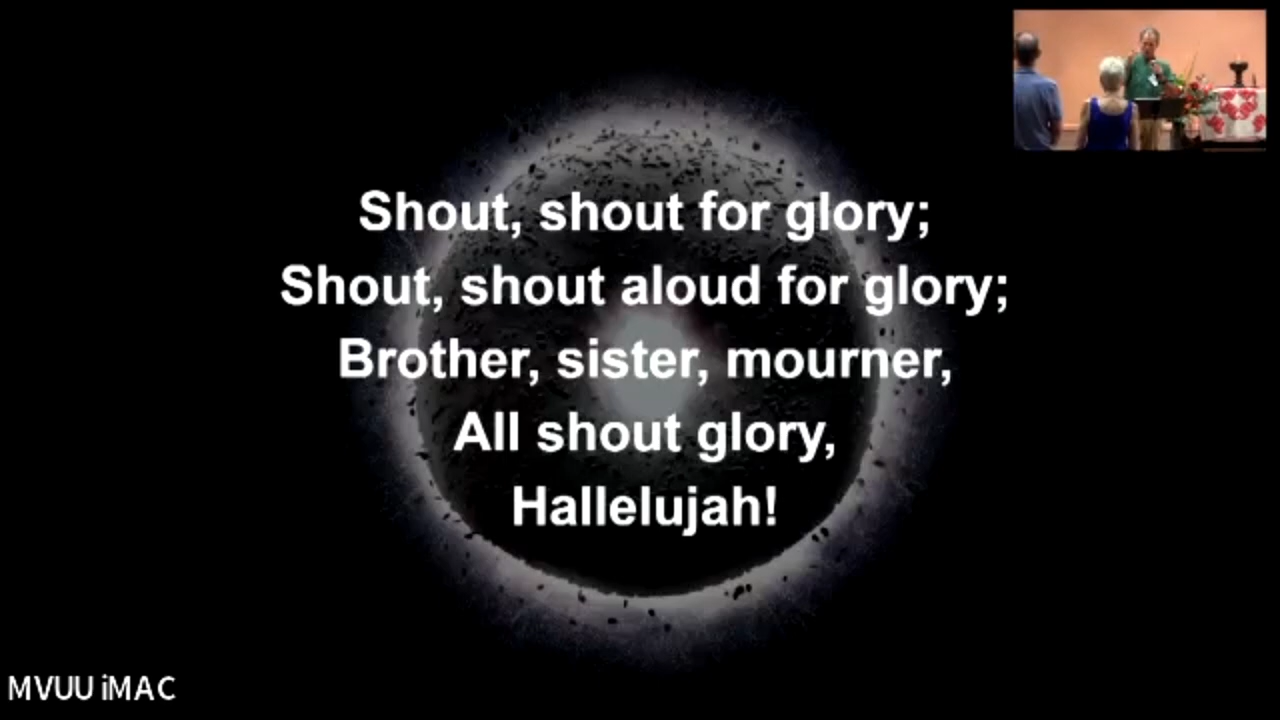 Shout, shout for glory;
Shout, shout aloud for glory;
Brother, sister, mourner,
All shout glory,
Hallelujah!
MVUU iMAC